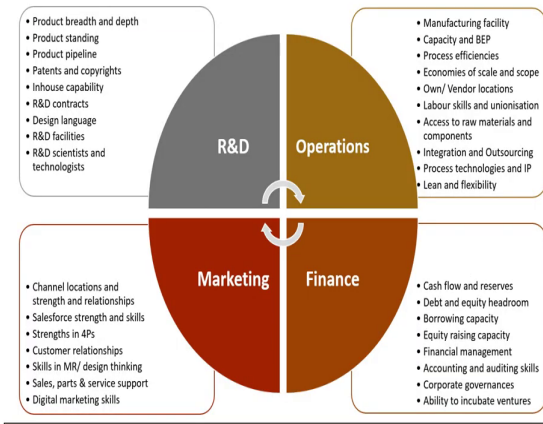 • Product breadth and depth
• Product standing
• Product pipeline
• Patents and copyrights
• Inhouse capability
• R&D contracts
• Design language
• R&D facilities
• R&D scientists and
technologists
• Manufacturing facility
• Capacity and BEP
• Process efficiencies
• Economies of scale and scope
• Own/ Vendor locations
• Labour skills and unionisation
• Access to raw materials and
components
• Integration and Outsourcing
• Process technologies and IP
• Lean and flexibility
R&D
Operations
Marketing
Finance
• Channel locations and
strength and relationships
• Salesforce strength and skills
• Strengths in 4Ps
• Customer relationships
• Skills in MR/ design thinking
• Sales, parts & service support
• Digital marketing skills
• Cash flow and reserves
• Debt and equity headroom
• Borrowing capacity
• Equity raising capacity
• Financial management
• Accounting and auditing skills
• Corporate governances
• Ability to incubate ventures